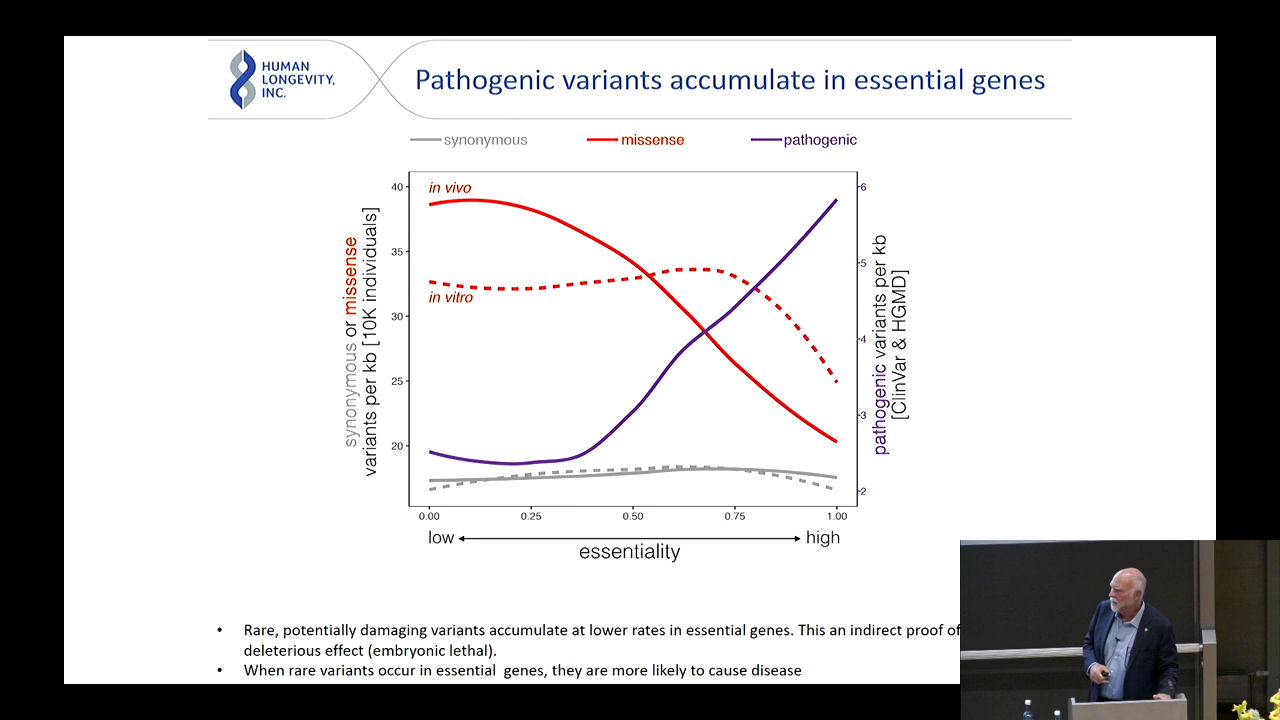 HUMAN
LONGEVITY,
INC.
Pathogenic variants accumulate in essential genes
synonymous missense pathogenic
synonymous or missense
variants per kb [10K individuals]
40
35
30
25
20
in vivo
in vitro
6
5
4
3
2
pathogenic variants per kb
[ClinVar & HGMD]
0.00 0.25 0.50 0.75 1.00
low high
essentiality
• Rare, potentially damaging variants accumulate at lower rates in essential genes. This an indirect proof of
deleterious effect (embryonic lethal).
• When rare variants occur in essential genes, they are more likely to cause disease